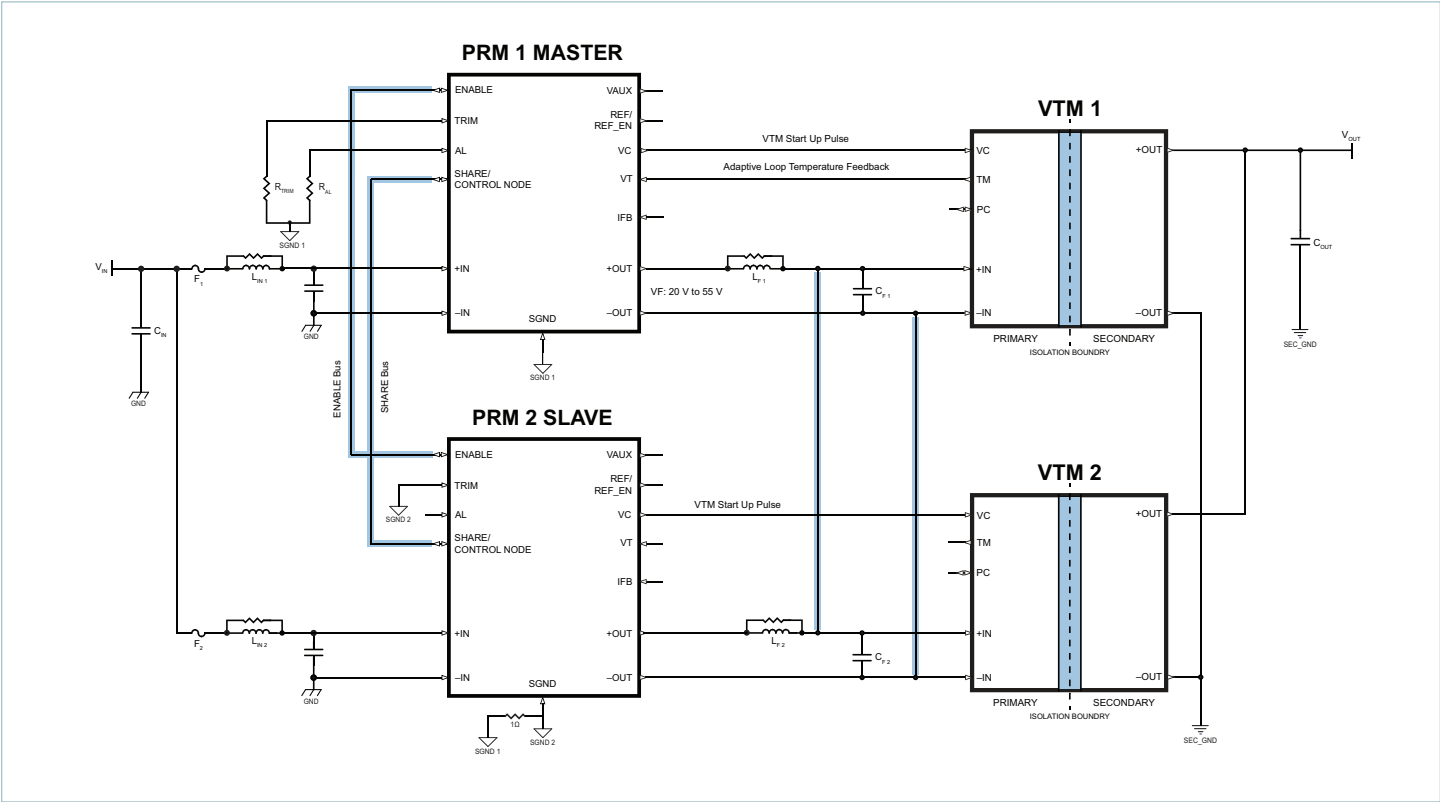 PRM 1 MASTER
ENABLE
TRIM
AL
SHARE/
CONTROL NODE
+IN
–IN
VAUX
REF/
REF_EN
VC
VT
IFB
+OUT
–OUT
SGND
SGND 1
R TRIM
R AL
SGND 1
V IN
F 1
L IN 1
C IN
GND
GND
ENABLE Bus
SHARE Bus
VTM Start Up Pulse
Adaptive Loop Temperature Feedback
L F 1
VF: 20 V to 55 V
C F 1
VTM 1
VC
TM
PC
+IN
–IN
+OUT
–OUT
PRIMARY
SECONDARY
ISOLATION BOUNDRY
V OUT
C OUT
SEC_GND
PRM 2 SLAVE
ENABLE
TRIM
AL
SHARE/
CONTROL NODE
+IN
–IN
VAUX
REF/
REF_EN
VC
VT
IFB
+OUT
–OUT
SGND
SGND 2
F 2
L IN 2
GND
1Ω
SGND 1
SGND 2
VTM Start Up Pulse
L F 2
C F 2
VTM 2
VC
TM
PC
+IN
–IN
+OUT
–OUT
PRIMARY
SECONDARY
ISOLATION BOUNDRY
SEC_GND